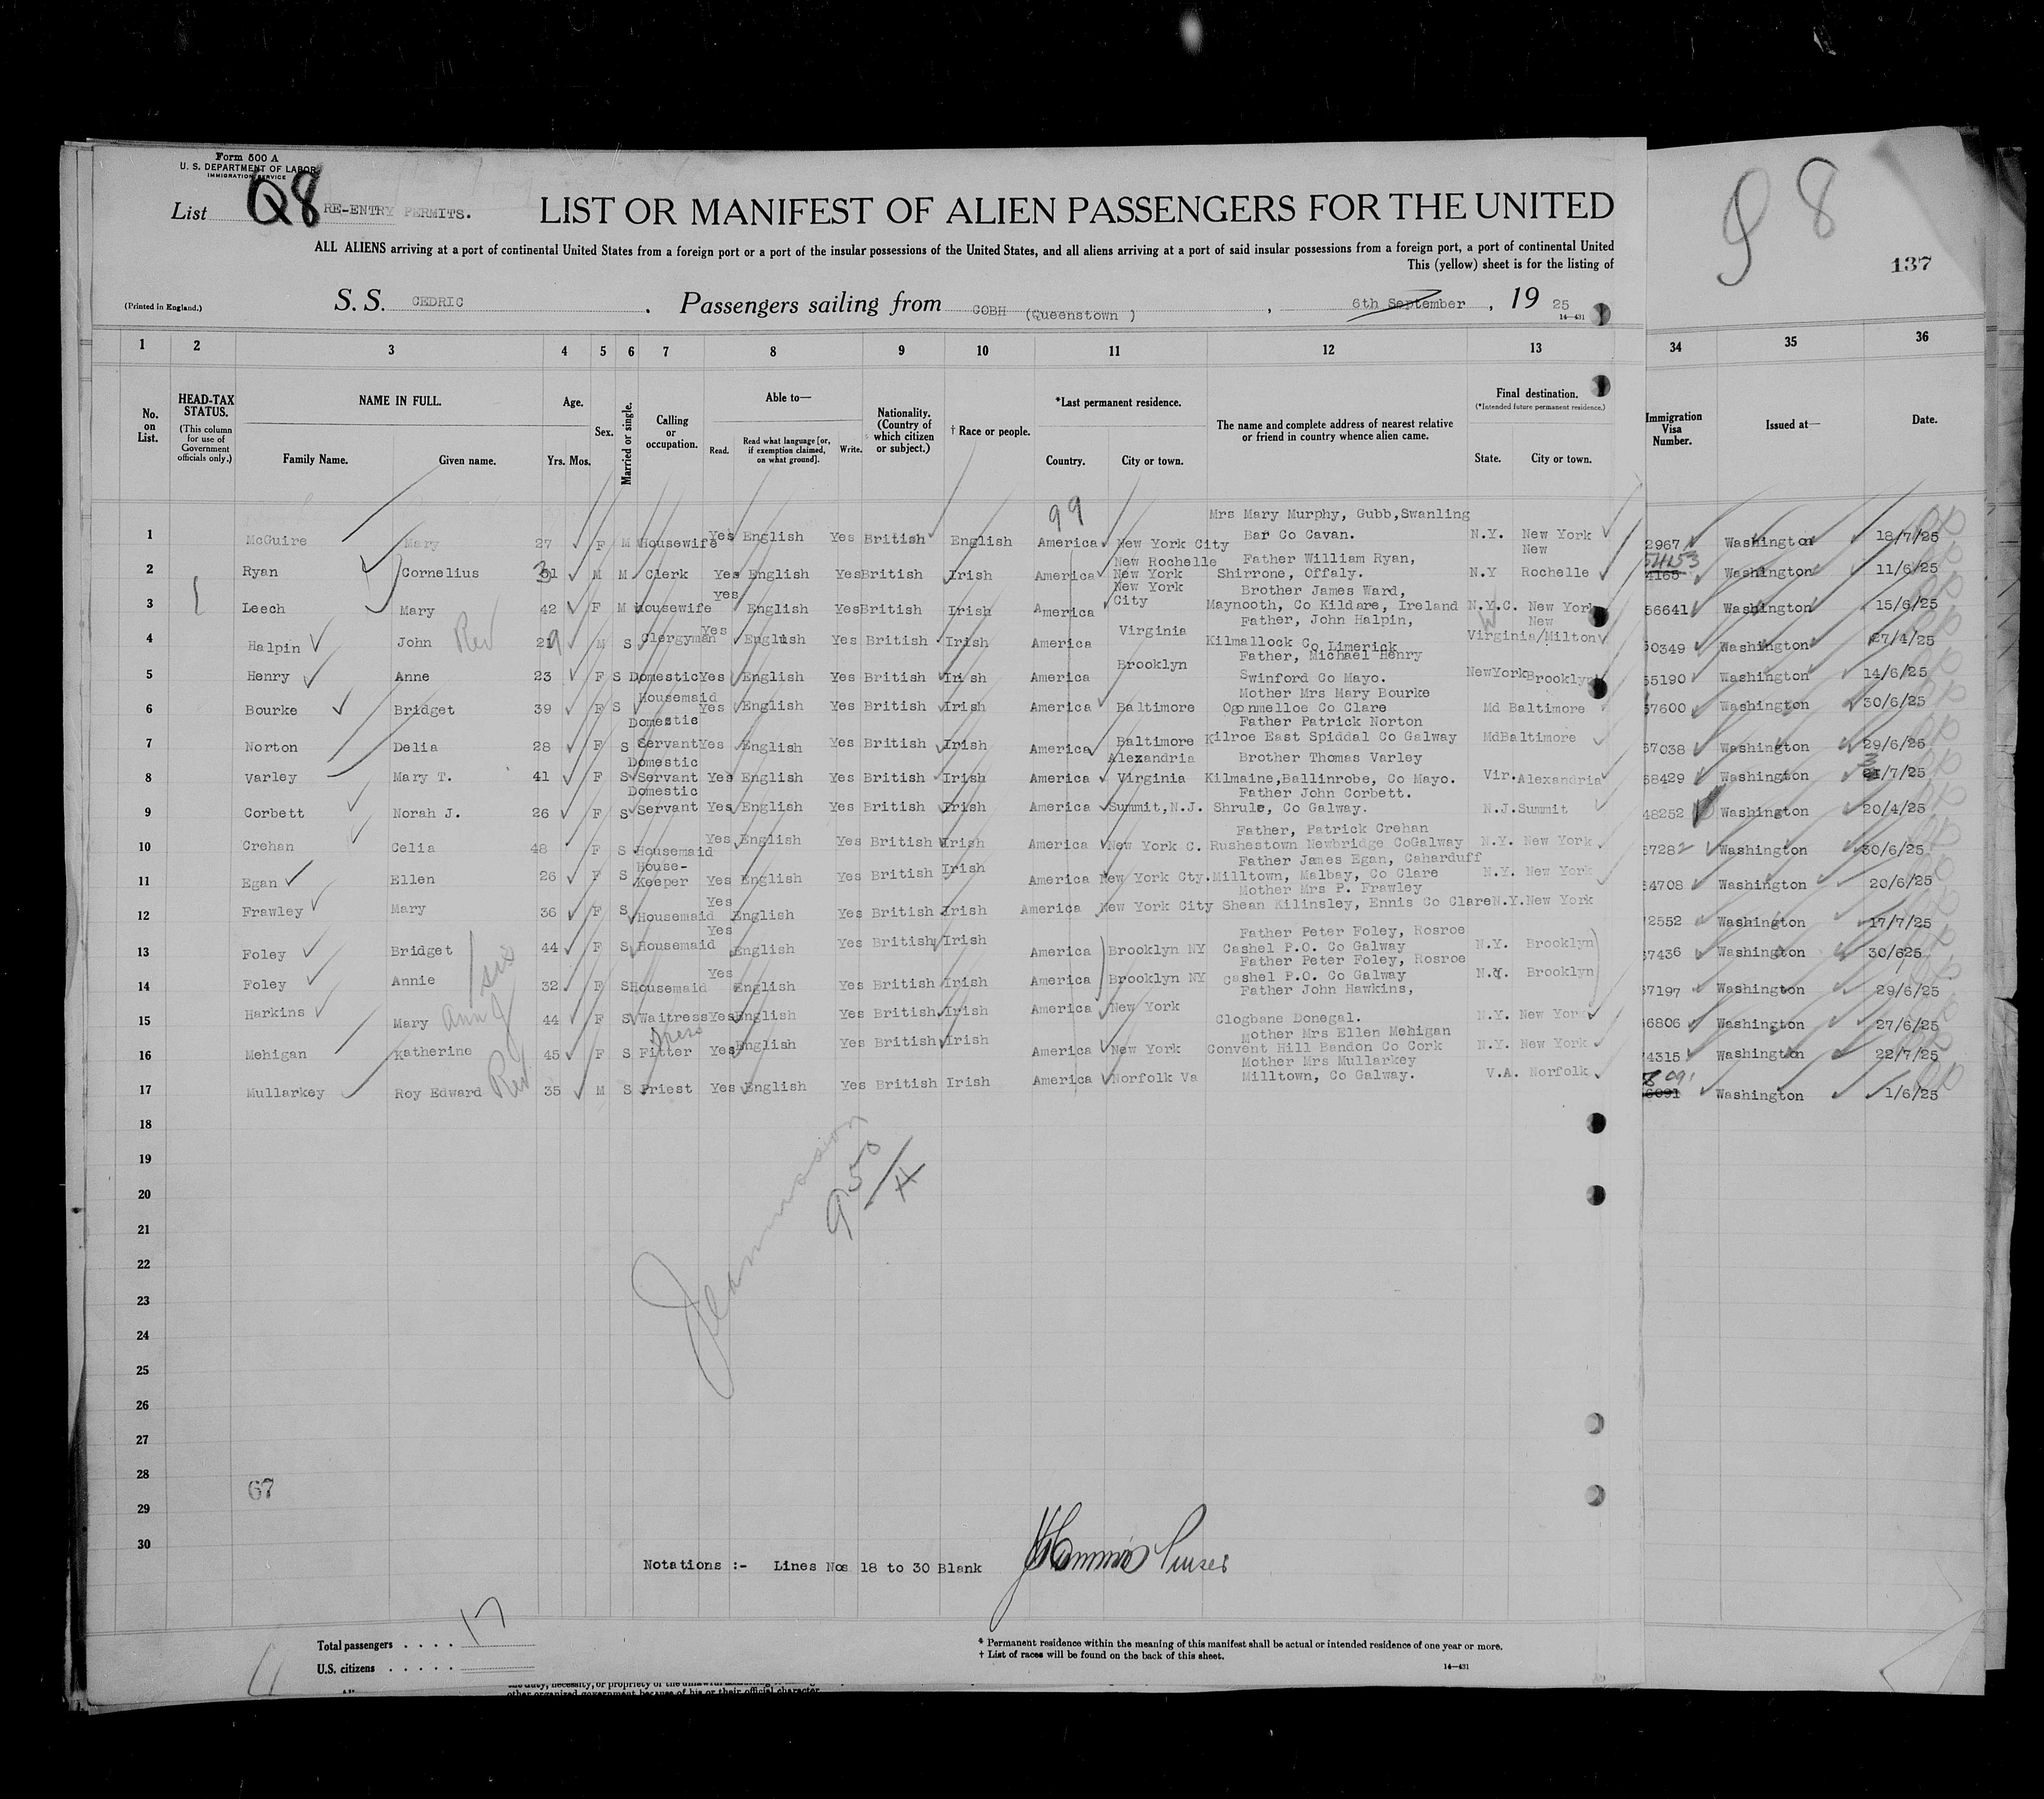 Form 500 A
U. S. DEPARTMENT OF LABOR
IMMIGRATION SERVICE
List Q8 RE-ENTRY PERMITS.
LIST OR MANIFEST OF ALIEN PASSENGERS FOR THE UNITED
98
137
ALL ALIENS arriving at a port of continental United States from a foreign port or a port of the insular possessions of the United States, and all aliens arriving at a port of said insular possessions from a foreign port, a port of continental United
This (yellow) sheet is for the listing of
(Printed in England.) S. S. CEDRIC . Passengers sailing from COBH (Queenstown ) , 6th September , 19 25
14—431
1 2 3 4 5 6 7 8 9 10 11 12 13 34 35 36
No. on List.
HEAD-TAX STATUS. (This column for use of Government officials only.)
NAME IN FULL. Family Name. Given name.
Age. Yrs. Mos.
Sex.
Married or single.
Calling or occupation.
Able to— Read. Read what language [or, if exemption claimed, on what ground]. Write.
Nationality. (Country of which citizen or subject.)
† Race or people.
*Last permanent residence. Country. City or town.
The name and complete address of nearest relative or friend in country whence alien came.
Final destination. (*Intended future permanent residence.) State. City or town.
Immigration Visa Number.
Issued at—
Date.
99
1 McGuire Mary 27 F M Housewife Yes English Yes British English America New York City Mrs Mary Murphy, Gubb, Swanling Bar Co Cavan. N.Y. New York 2967 Washington 18/7/25
2 Ryan Cornelius 31 M M Clerk Yes English Yes British Irish America New Rochelle New York Father William Ryan, Shirrone, Offaly. N.Y New Rochelle 4165 54153 Washington 11/6/25
3 Leech Mary 42 F M Housewife Yes English Yes British Irish America New York City Brother James Ward, Maynooth, Co Kildare, Ireland N.Y.C. New York 56641 Washington 15/6/25
4 Halpin John Rev 29 M S Clergyman Yes English Yes British Irish America Virginia Father, John Halpin, Kilmallock Co Limerick W Virginia/New Milton 50349 Washington 27/4/25
5 Henry Anne 23 F S Domestic Yes English Yes British Irish America Brooklyn Father, Michael Henry Swinford Co Mayo. NewYork Brooklyn 55190 Washington 14/6/25
6 Bourke Bridget 39 F S Housemaid Yes English Yes British Irish America Baltimore Mother Mrs Mary Bourke Ogonnelloe Co Clare Md Baltimore 57600 Washington 30/6/25
7 Norton Delia 28 F S Domestic Servant Yes English Yes British Irish America Baltimore Father Patrick Norton Kilroe East Spiddal Co Galway Md Baltimore 57038 Washington 29/6/25
8 Varley Mary T. 41 F S Domestic Servant Yes English Yes British Irish America Alexandria Virginia Brother Thomas Varley Kilmaine, Ballinrobe, Co Mayo. Vir. Alexandria 68429 Washington /7/25
9 Corbett Norah J. 26 F S Domestic Servant Yes English Yes British Irish America Summit, N.J. Father John Corbett. Shrule, Co Galway. N.J. Summit 48252 Washington 20/4/25
10 Crehan Celia 48 F S Housemaid Yes English Yes British Irish America New York C. Father, Patrick Crehan Rushestown Newbridge CoGalway N.Y. New York 57282 Washington 30/6/25
11 Egan Ellen 26 F S House-Keeper Yes English Yes British Irish America New York Cty. Father James Egan, Caharduff Milltown, Malbay, Co Clare N.Y. New York 54708 Washington 20/6/25
12 Frawley Mary 36 F S Housemaid Yes English Yes British Irish America New York City Mother Mrs P. Frawley Shean Kilinsley, Ennis Co Clare N.Y. New York 2552 Washington 17/7/25
13 Foley Bridget 44 F S Housemaid Yes English Yes British Irish America Brooklyn NY Father Peter Foley, Rosroe Cashel P.O. Co Galway N.Y. Brooklyn 57436 Washington 30/625
sis
14 Foley Annie 32 F S Housemaid Yes English Yes British Irish America Brooklyn NY Father Peter Foley, Rosroe cashel P.O. Co Galway N.Y. Brooklyn 57197 Washington 29/6/25
15 Harkins Mary Ann J 44 F S Waitress Yes English Yes British Irish America New York Father John Hawkins, Clogbane Donegal. N.Y. New York 56806 Washington 27/6/25
16 Mehigan Katherine 45 F S Dress Fitter Yes English Yes British Irish America New York Mother Mrs Ellen Mehigan Convent Hill Bandon Co Cork N.Y. New York 74315 Washington 22/7/25
17 Mullarkey Roy Edward Rev 35 M S Priest Yes English Yes British Irish America Norfolk Va Mother Mrs Mullarkey Milltown, Co Galway. V.A. Norfolk 6091 Washington 1/6/25
18
19
20
21
22
23
24
25
26
27
28
67
29
30
Notations :- Lines Nos 18 to 30 Blank Purser
Total passengers . . . . 17
U.S. citizens . . . . .
* Permanent residence within the meaning of this manifest shall be actual or intended residence of one year or more.
† List of races will be found on the back of this sheet.
14—431